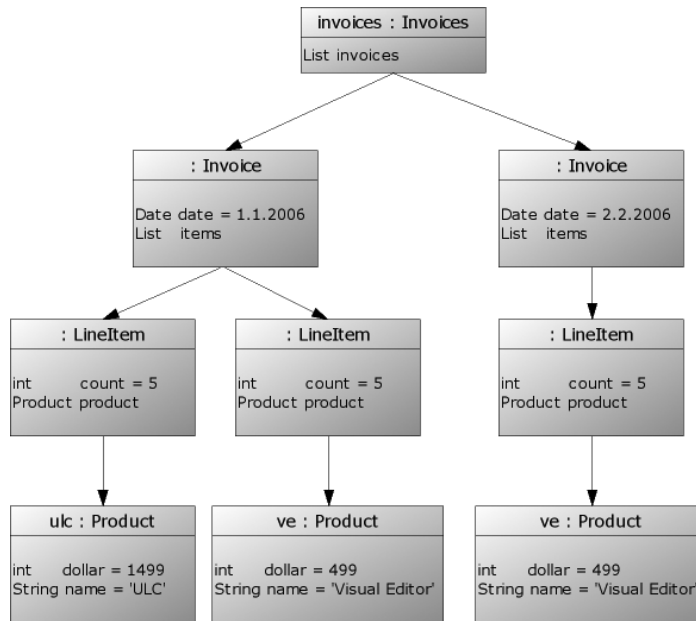 invoices : Invoices
List invoices
: Invoice
Date date = 1.1.2006
List items
: Invoice
Date date = 2.2.2006
List items
: LineItem
int count = 5
Product product
: LineItem
int count = 5
Product product
: LineItem
int count = 5
Product product
ulc : Product
int dollar = 1499
String name = 'ULC'
ve : Product
int dollar = 499
String name = 'Visual Editor'
ve : Product
int dollar = 499
String name = 'Visual Editor'